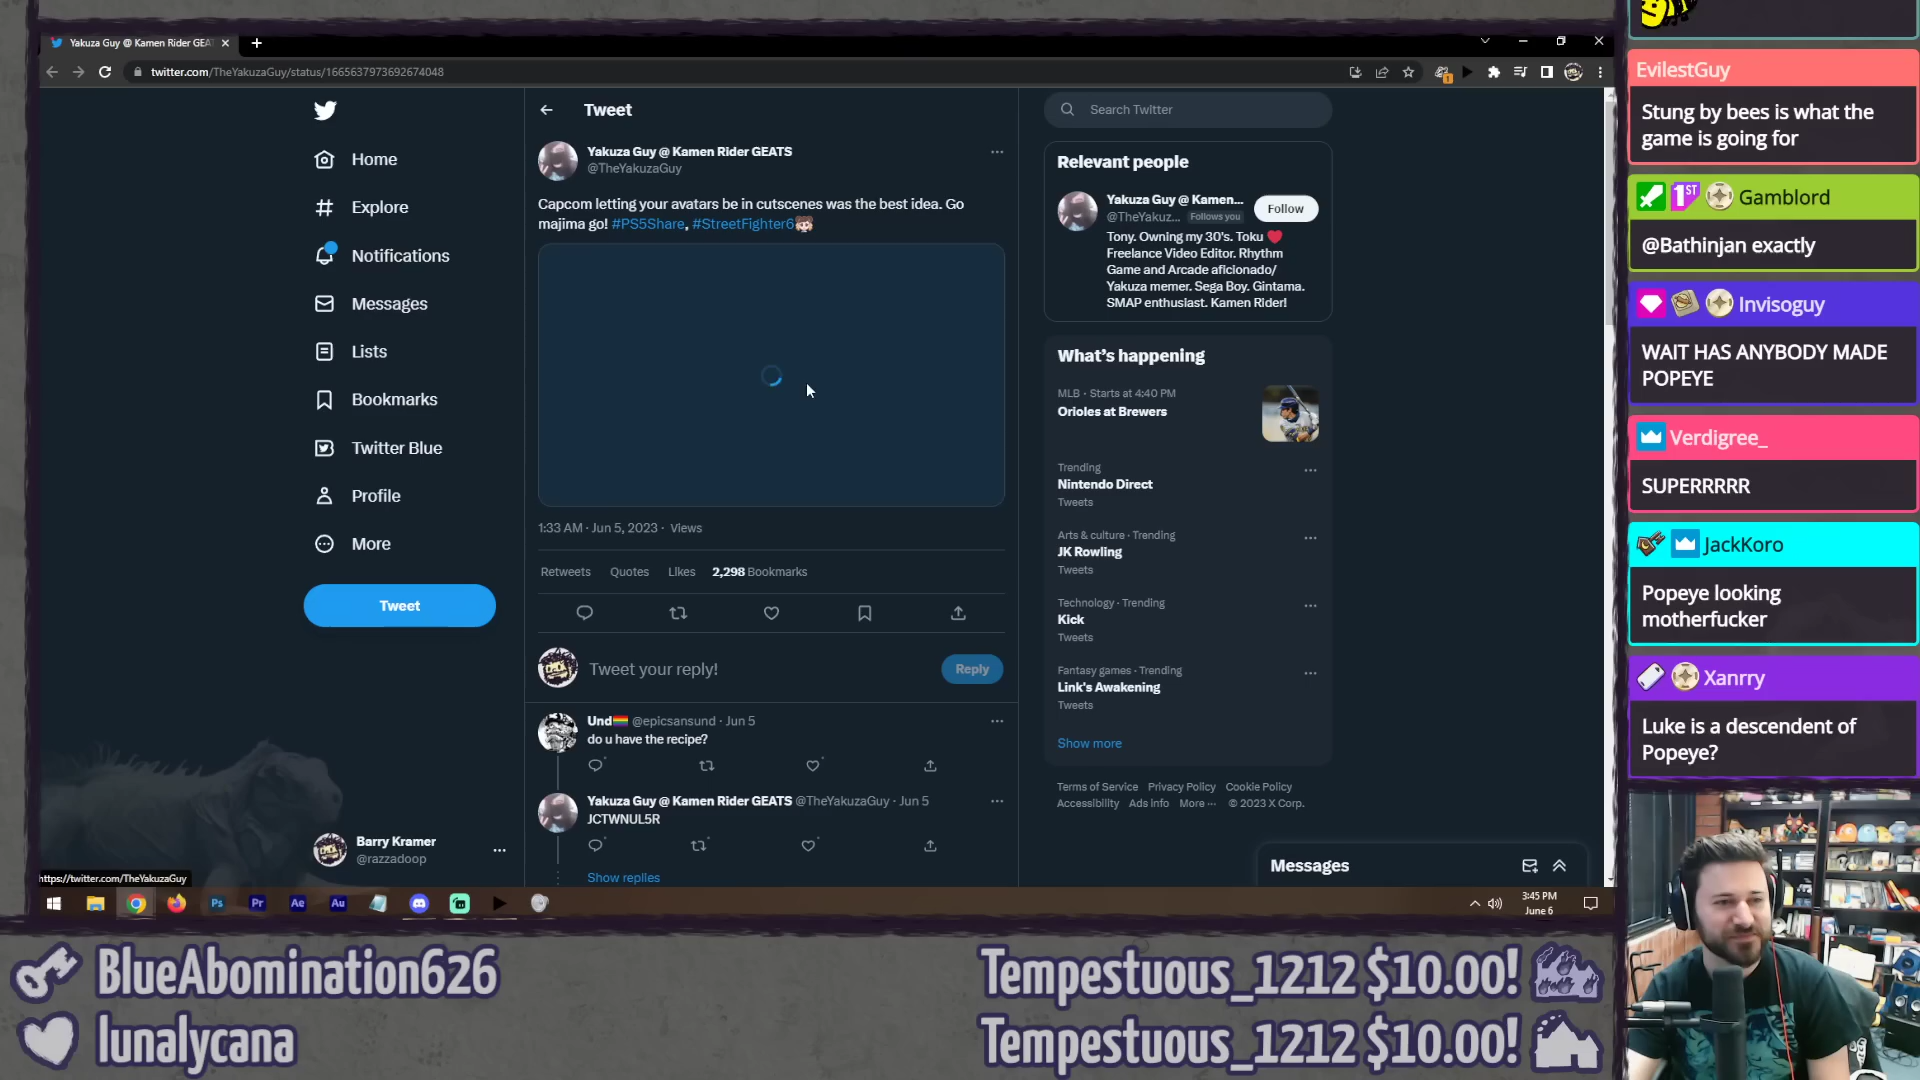 Yakuza Guy @ Kamen Rider GEA
twitter.com/TheYakuzaGuy/status/1665637973692674048
1
Home
Explore
Notifications
Messages
Lists
Bookmarks
Twitter Blue
Profile
More
Tweet
Barry Kramer
@razzadoop
https://twitter.com/TheYakuzaGuy
Tweet
Yakuza Guy @ Kamen Rider GEATS
@TheYakuzaGuy
Capcom letting your avatars be in cutscenes was the best idea. Go
majima go! #PS5Share, #StreetFighter6
1:33 AM · Jun 5, 2023 · Views
Retweets Quotes Likes 2,298 Bookmarks
Tweet your reply!
Reply
Und @epicsansund · Jun 5
do u have the recipe?
Yakuza Guy @ Kamen Rider GEATS @TheYakuzaGuy · Jun 5
JCTWNUL5R
Show replies
Search Twitter
Relevant people
Yakuza Guy @ Kamen...
@TheYakuz... Follows you
Follow
Tony. Owning my 30's. Toku
Freelance Video Editor. Rhythm
Game and Arcade aficionado/
Yakuza memer. Sega Boy. Gintama.
SMAP enthusiast. Kamen Rider!
What's happening
MLB · Starts at 4:40 PM
Orioles at Brewers
Trending
Nintendo Direct
Tweets
Arts & culture · Trending
JK Rowling
Tweets
Technology · Trending
Kick
Tweets
Fantasy games · Trending
Link's Awakening
Tweets
Show more
Terms of Service Privacy Policy Cookie Policy
Accessibility Ads info More ··· © 2023 X Corp.
Messages
Ps
Pr
Ae
Au
3:45 PM
June 6
EvilestGuy
Stung by bees is what the
game is going for
1ST
Gamblord
@Bathinjan exactly
Invisoguy
WAIT HAS ANYBODY MADE
POPEYE
Verdigree_
SUPERRRRR
JackKoro
Popeye looking
motherfucker
Xanrry
Luke is a descendent of
Popeye?
BlueAbomination626
lunalycana
Tempestuous_1212 $10.00!
Tempestuous_1212 $10.00!